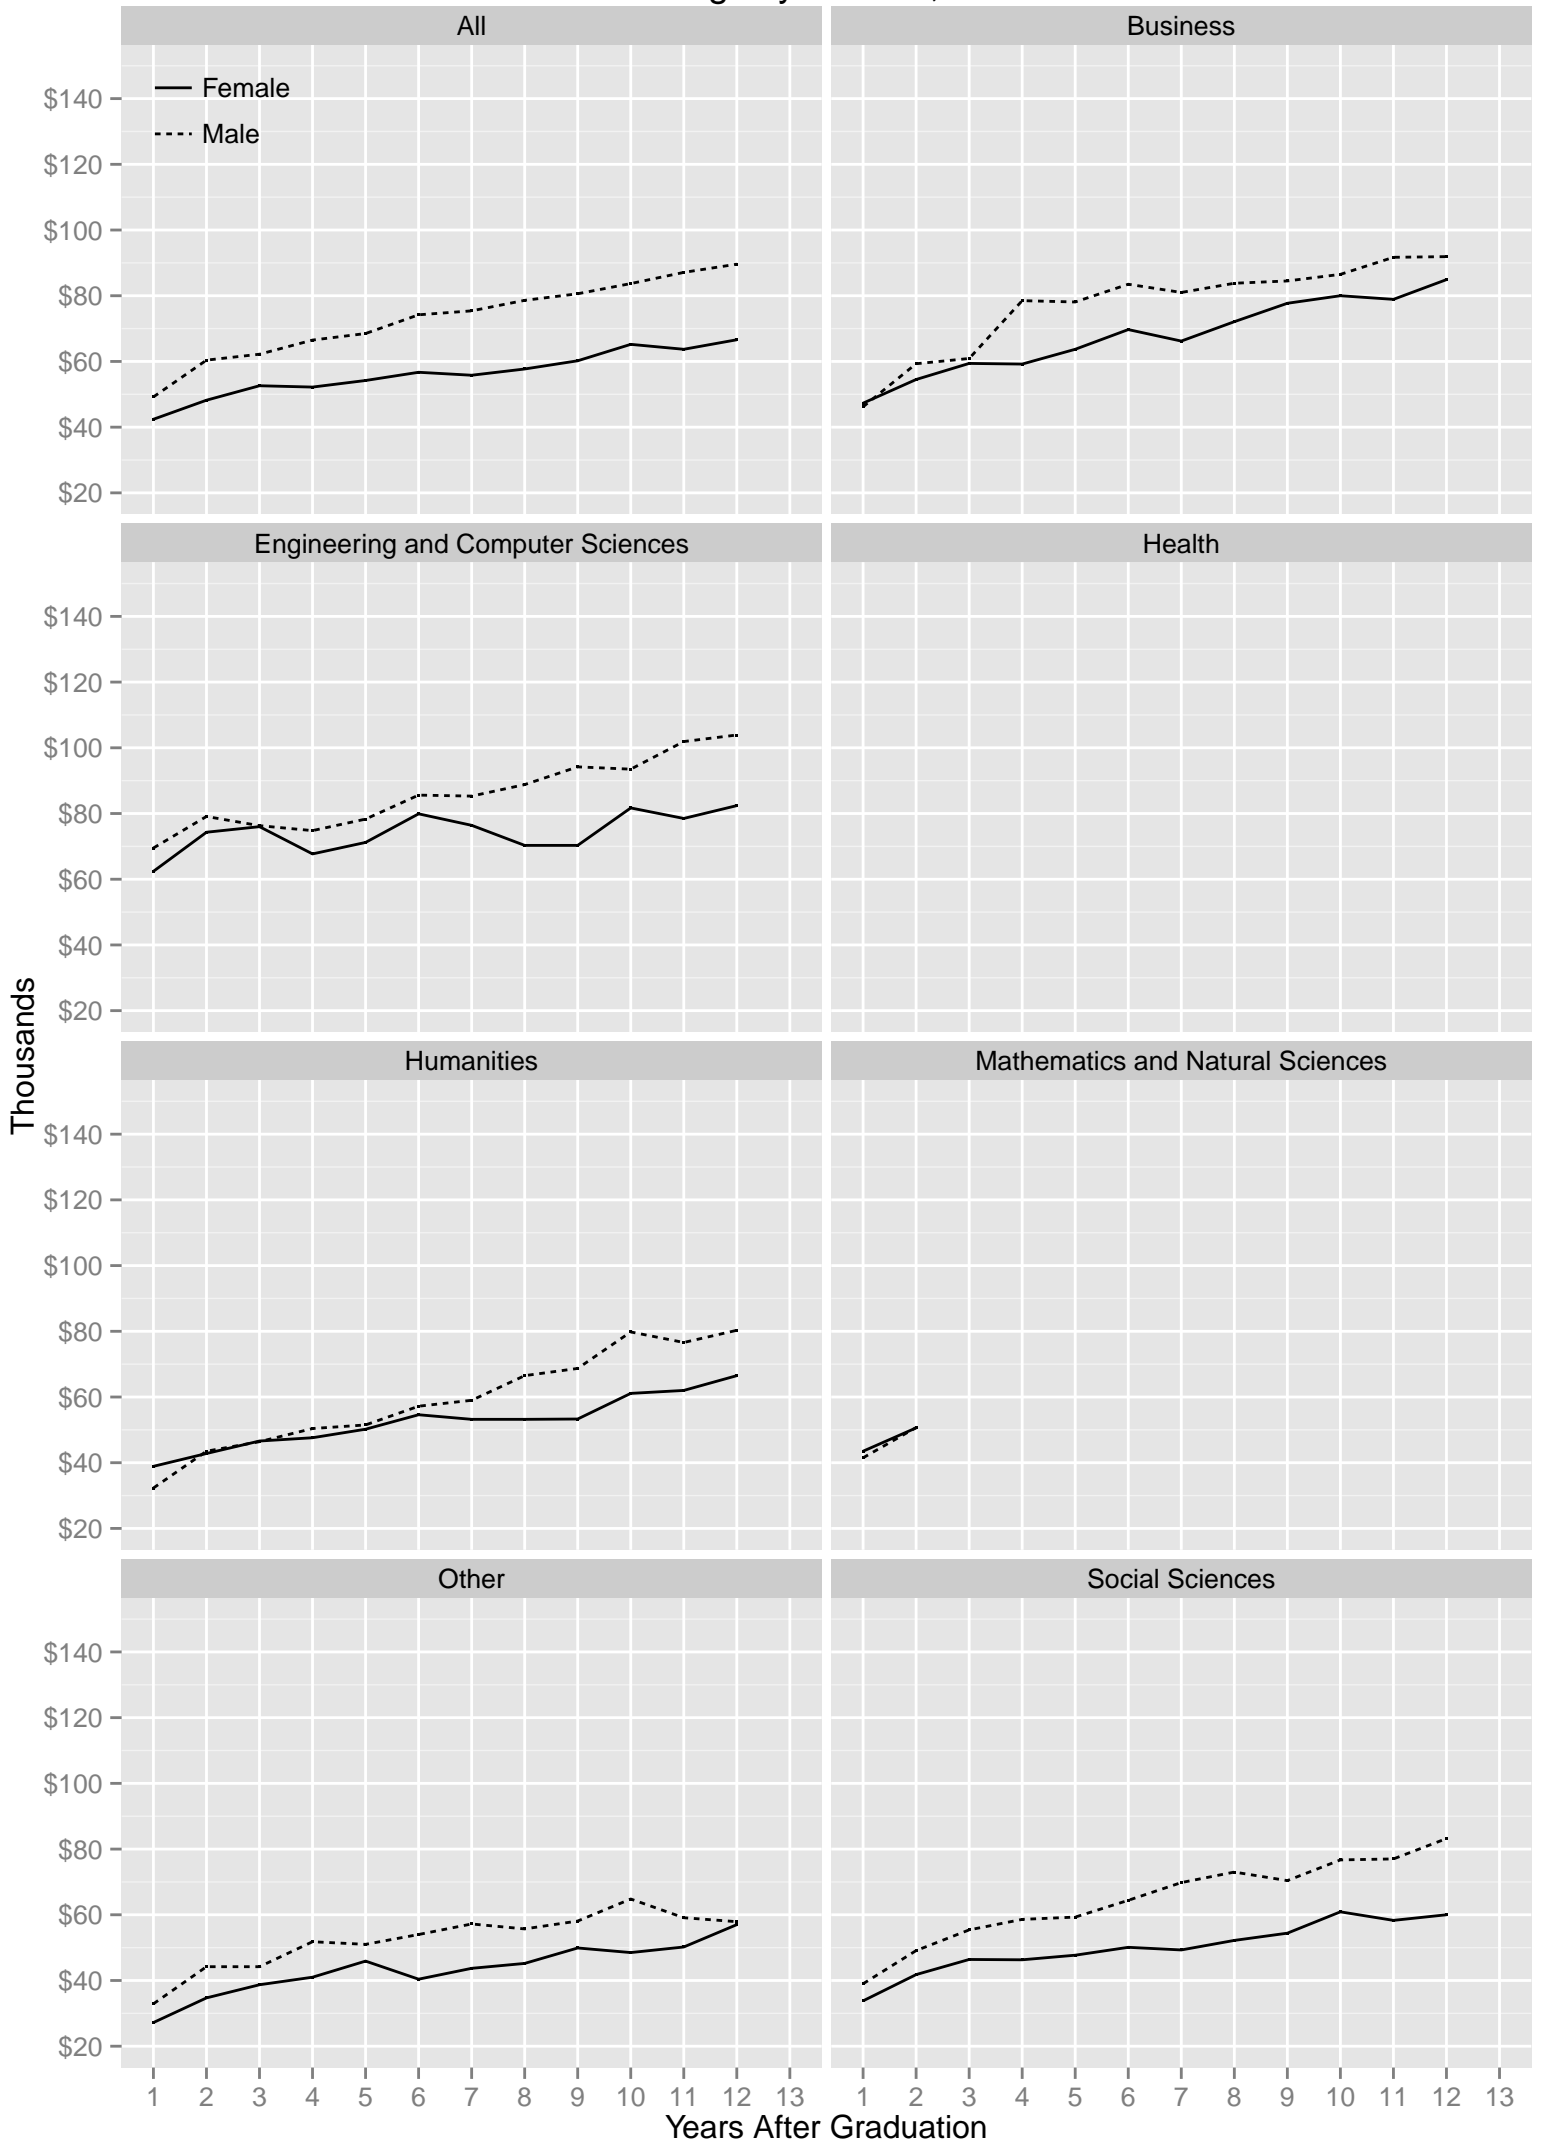 All
Business
Female
Male
$140
$120
$100
$80
$60
$40
$20
Engineering and Computer Sciences
Health
$140
$120
$100
$80
$60
$40
$20
Humanities
Mathematics and Natural Sciences
$140
$120
$100
$80
$60
$40
$20
Other
Social Sciences
$140
$120
$100
$80
$60
$40
$20
Thousands
1 2 3 4 5 6 7 8 9 10 11 12 13
1 2 3 4 5 6 7 8 9 10 11 12 13
Years After Graduation